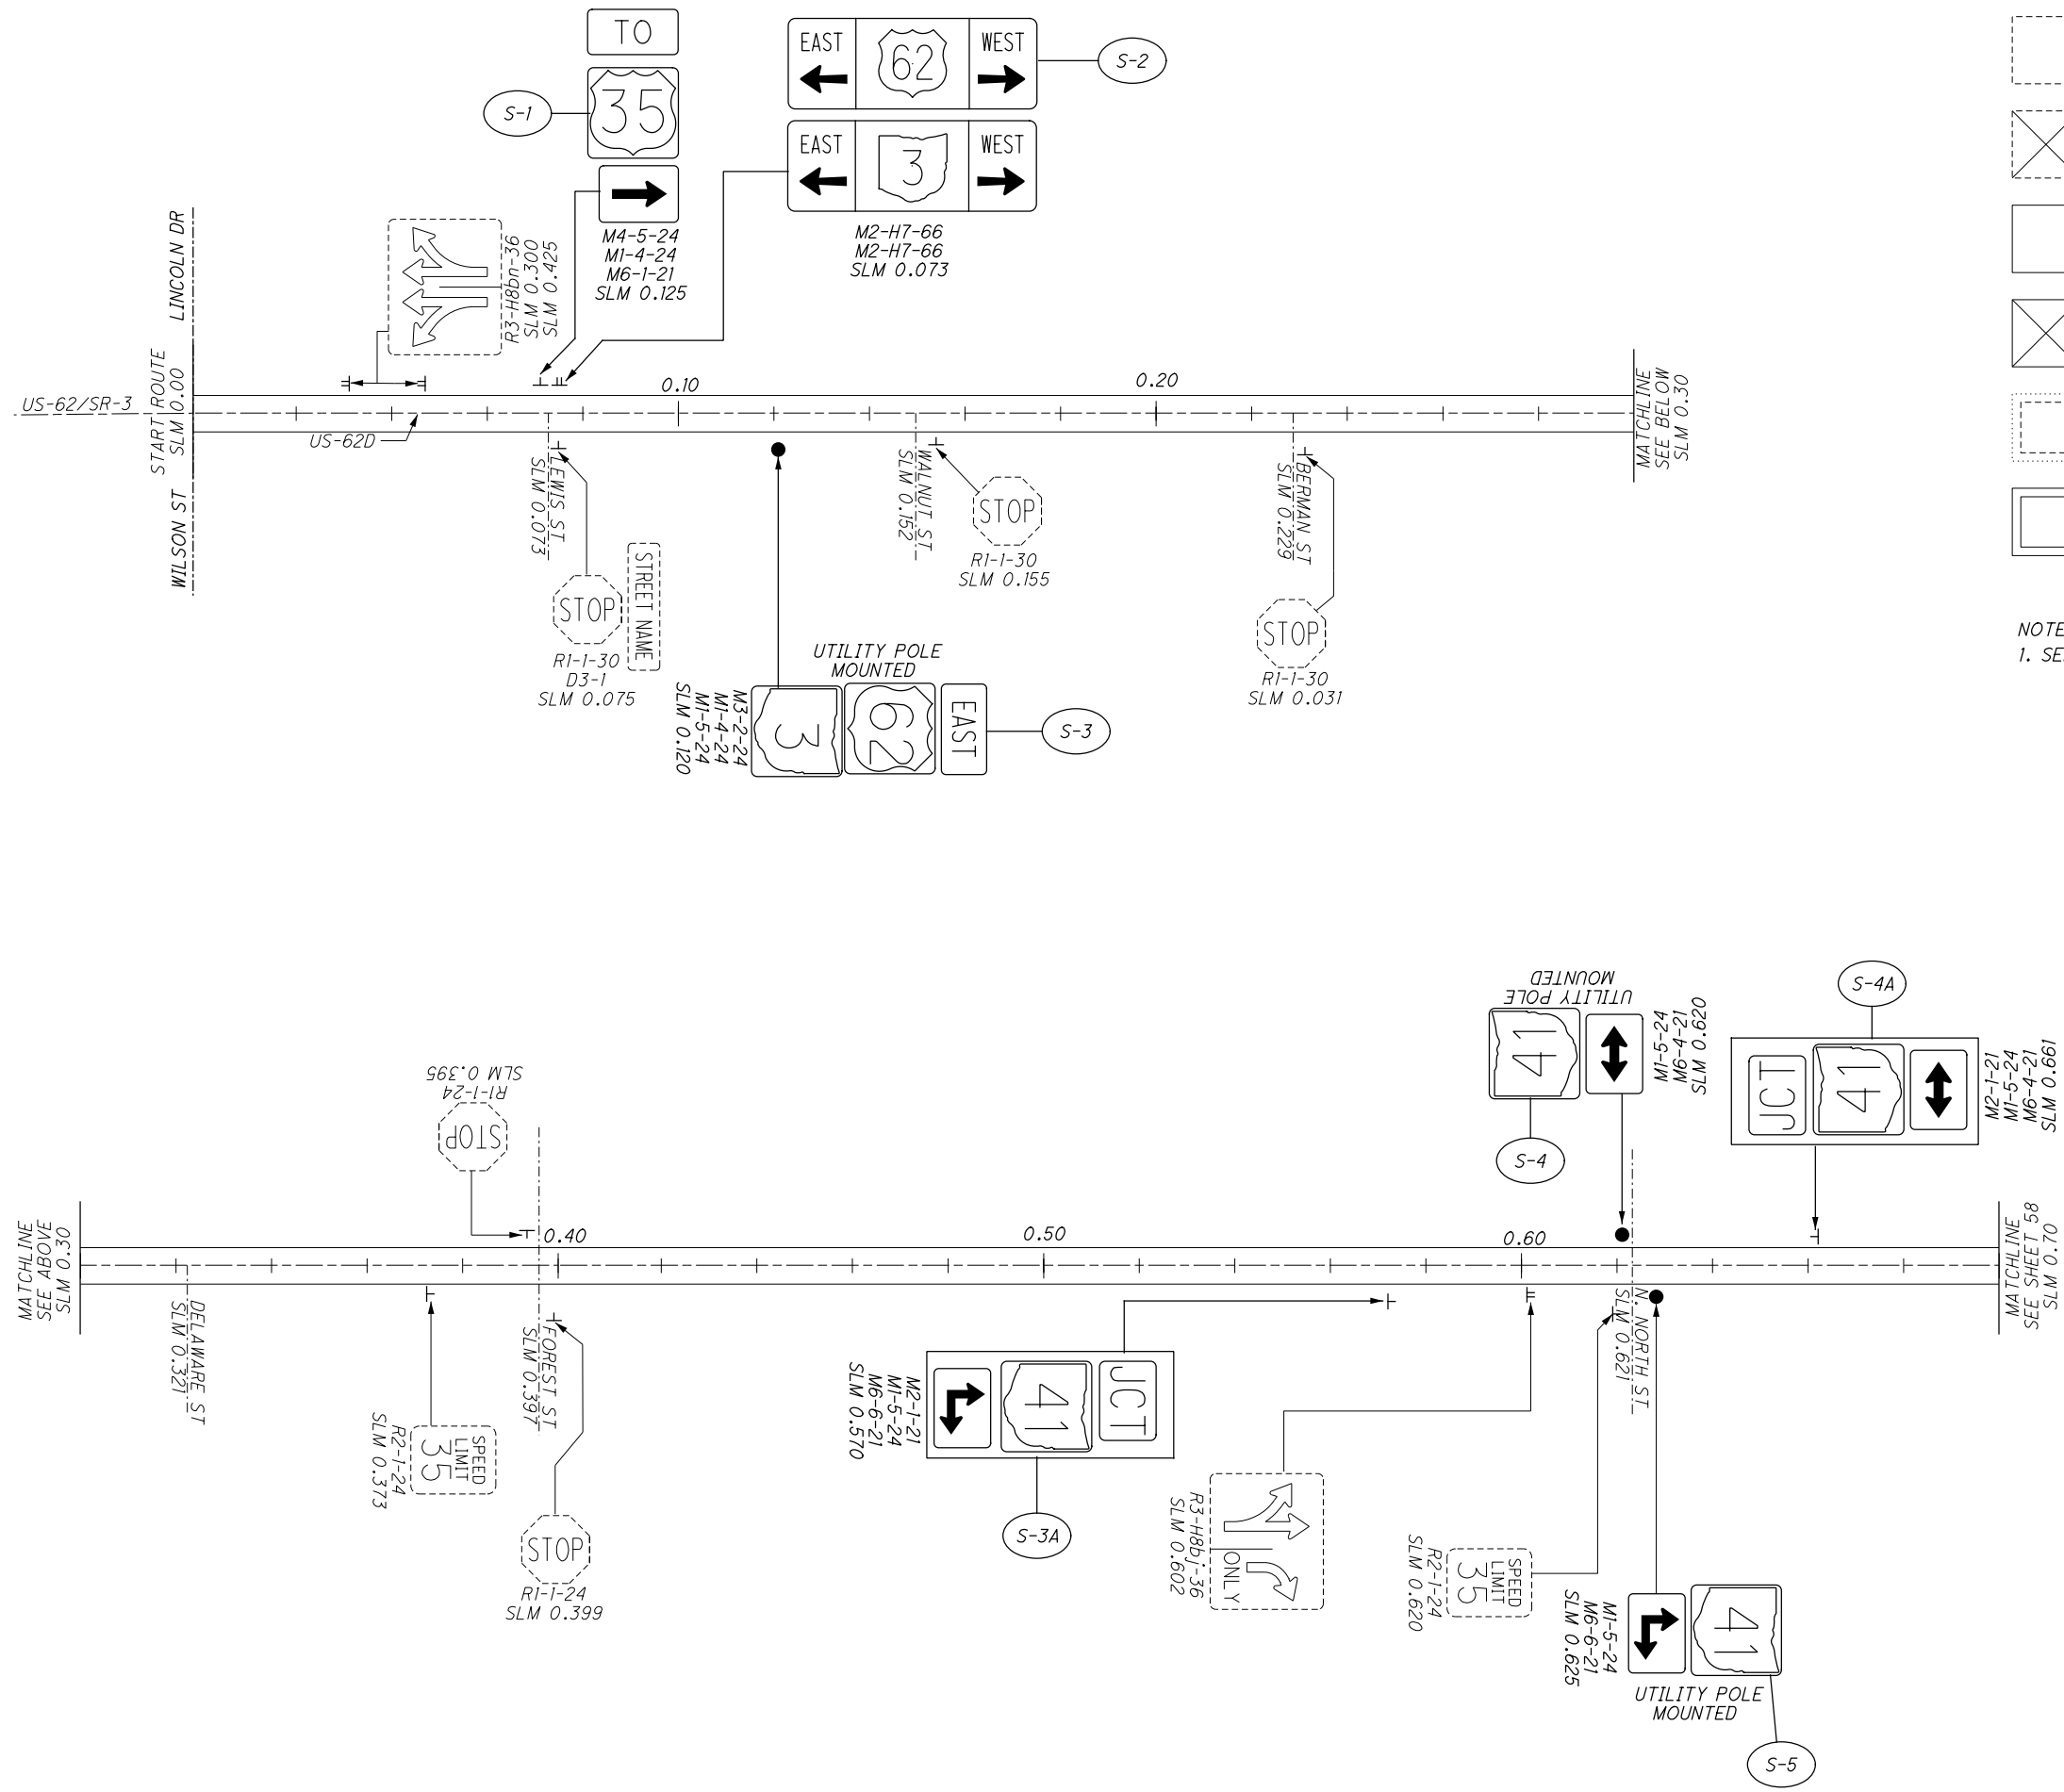 TO
35
S-1
M4-5-24
M1-4-24
M6-1-21
SLM 0.125
EAST
62
WEST
S-2
EAST
3
WEST
M2-H7-66
M2-H7-66
SLM 0.073
R3-H8bn-36
SLM 0.300
SLM 0.425
LINCOLN DR
WILSON ST
START ROUTE
SLM 0.00
US-62/SR-3
US-62D
0.10
0.20
MATCHLINE
SEE BELOW
SLM 0.30
LEWIS ST
SLM 0.073
WALNUT ST
SLM 0.152
BERMAN ST
SLM 0.229
STOP
STREET NAME
R1-1-30
D3-1
SLM 0.075
STOP
R1-1-30
SLM 0.155
STOP
R1-1-30
SLM 0.031
UTILITY POLE
MOUNTED
EAST
62
3
S-3
M3-2-24
M1-4-24
M1-5-24
SLM 0.120
NOTE
1. SE
MATCHLINE
SEE ABOVE
SLM 0.30
0.40
0.50
0.60
MATCHLINE
SEE SHEET 58
SLM 0.70
STOP
R1-1-24
SLM 0.395
DELAWARE ST
SLM 0.321
FOREST ST
SLM 0.397
N. NORTH ST
SLM 0.621
SPEED
LIMIT
35
R2-1-24
SLM 0.373
STOP
R1-1-24
SLM 0.399
JCT
41
M2-1-21
M1-5-24
M6-6-21
SLM 0.570
S-3A
ONLY
R3-H8bj-36
SLM 0.602
SPEED
LIMIT
35
R2-1-24
SLM 0.620
UTILITY POLE
MOUNTED
41
M1-5-24
M6-4-21
SLM 0.620
S-4
S-4A
JCT
41
M2-1-21
M1-5-24
M6-4-21
SLM 0.661
41
M1-5-24
M6-6-21
SLM 0.625
UTILITY POLE
MOUNTED
S-5